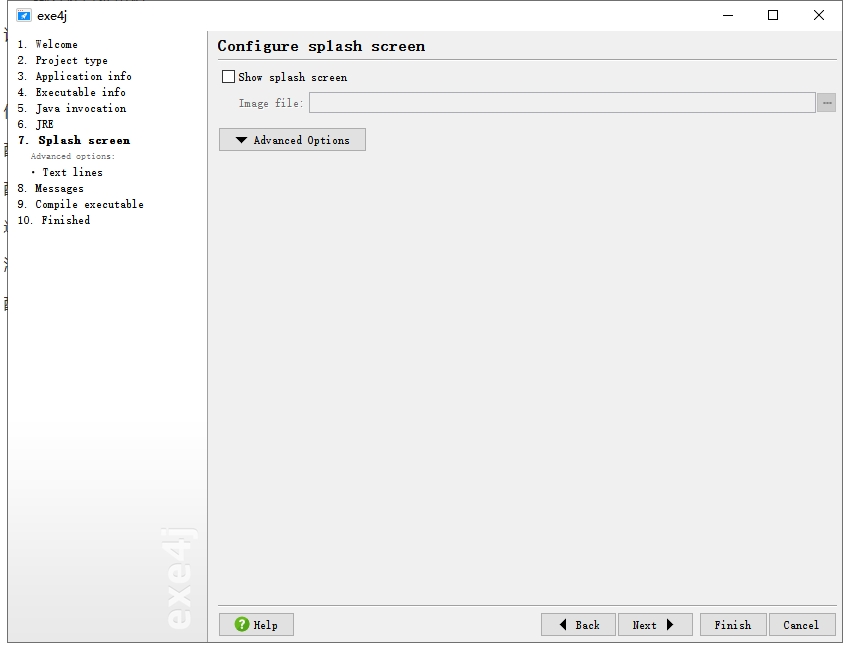 exe4j
1. Welcome
2. Project type
3. Application info
4. Executable info
5. Java invocation
6. JRE
7. Splash screen
Advanced options:
• Text lines
8. Messages
9. Compile executable
10. Finished
exe4j
Configure splash screen
Show splash screen
Image file:
...
Advanced Options
Help
Back
Next
Finish
Cancel